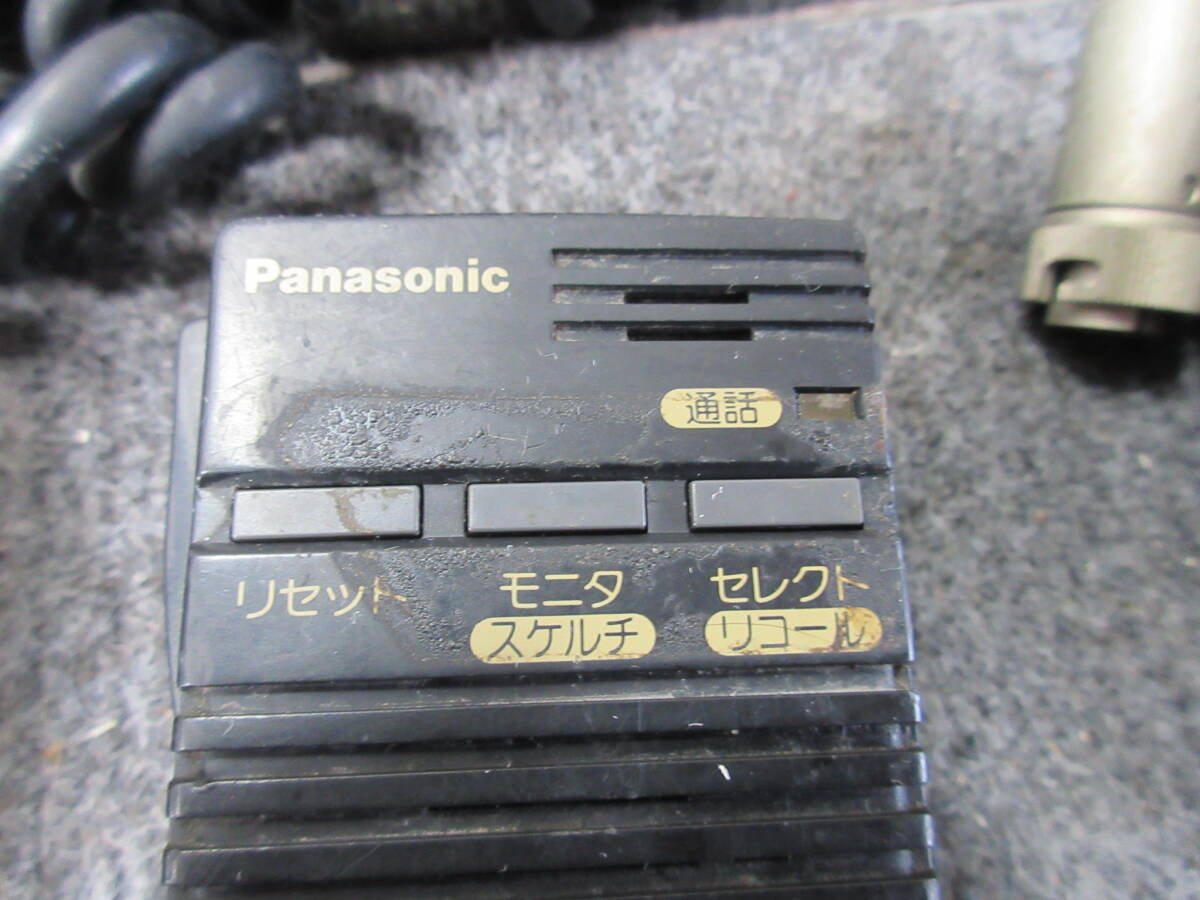 Panasonic
通話
リセット モニタ セレクト
スケルチ リコール